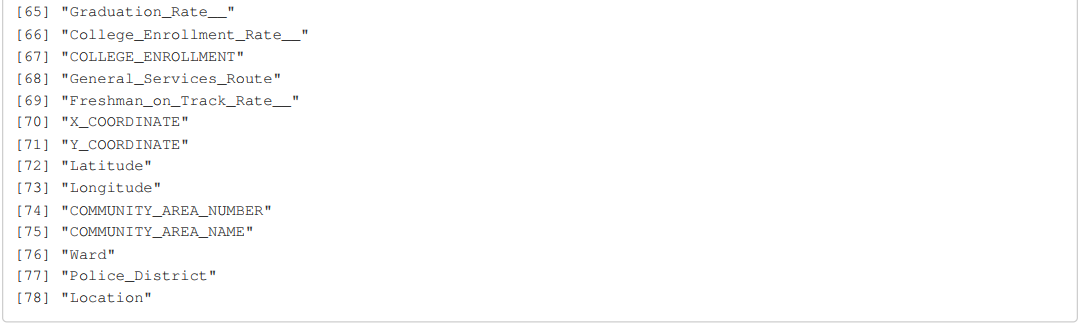 [65] "Graduation_Rate__"
[66] "College_Enrollment_Rate__"
[67] "COLLEGE_ENROLLMENT"
[68] "General_Services_Route"
[69] "Freshman_on_Track_Rate__"
[70] "X_COORDINATE"
[71] "Y_COORDINATE"
[72] "Latitude"
[73] "Longitude"
[74] "COMMUNITY_AREA_NUMBER"
[75] "COMMUNITY_AREA_NAME"
[76] "Ward"
[77] "Police_District"
[78] "Location"